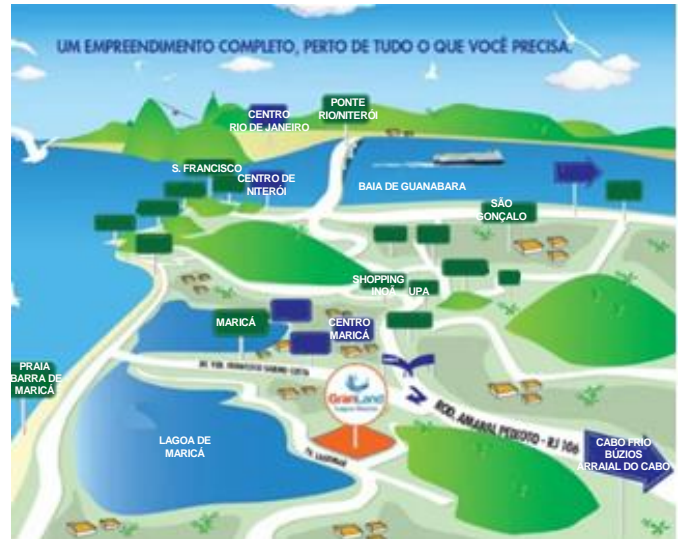 UM EMPREENDIMENTO COMPLETO, PERTO DE TUDO O QUE VOCÊ PRECISA.
CENTRO
RIO DE JANEIRO
PONTE
RIO/NITERÓI
S. FRANCISCO
CENTRO DE
NITERÓI
BAIA DE GUANABARA
SÃO
GONÇALO
SHOPPING
INOÃ
UPA
MARICÁ
CENTRO
MARICÁ
PRAIA
BARRA DE
MARICÁ
GranLand
ROD. AMARAL PEIXOTO - RJ 106
LAGOA DE
MARICÁ
CABO FRIO
BÚZIOS
ARRAIAL DO CABO